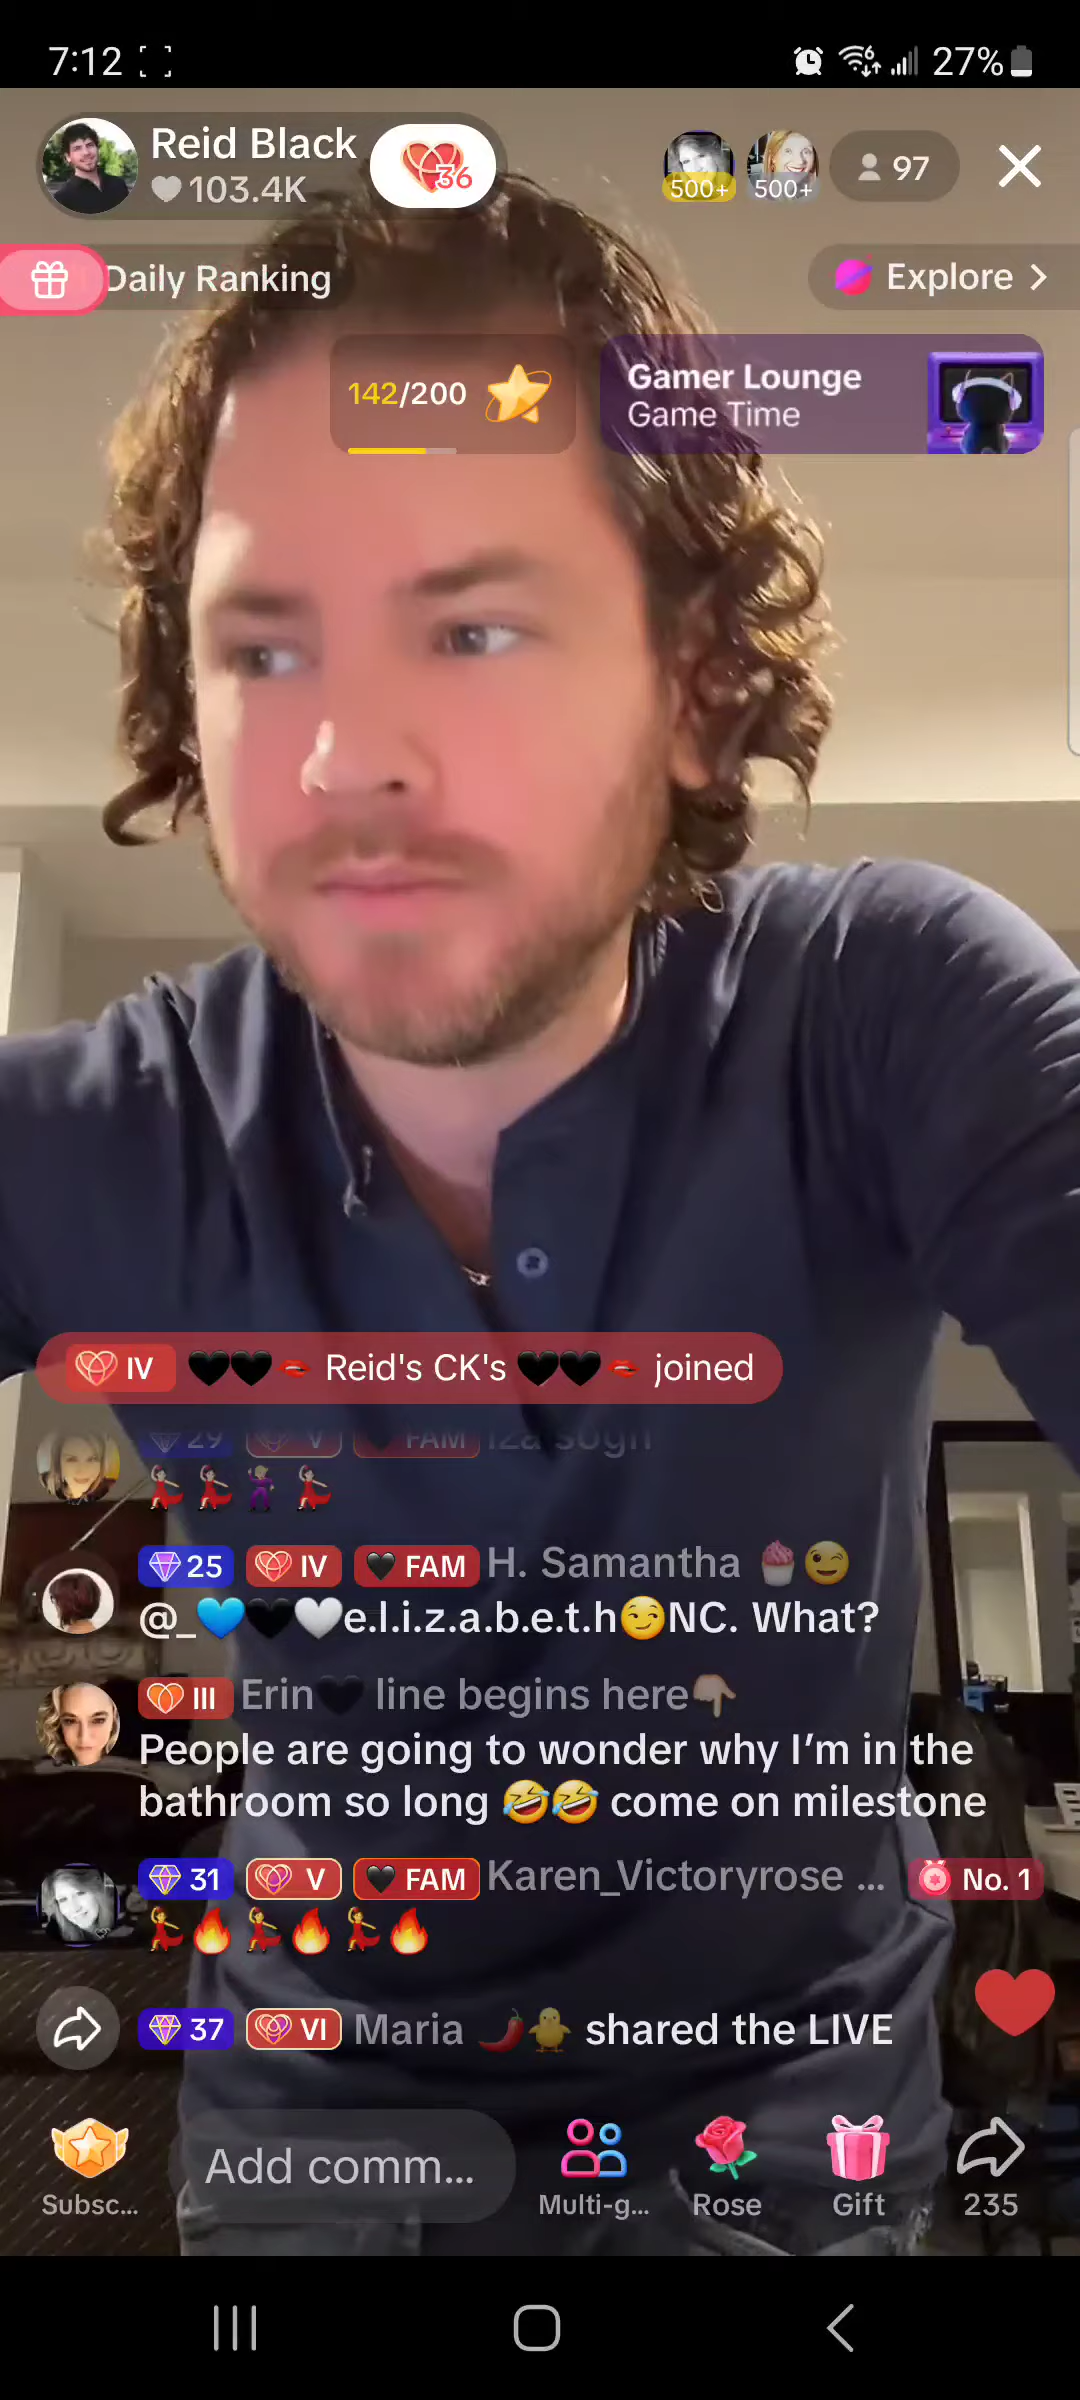 7:12
27%
Reid Black
103.4K
36
500+
500+
97
Daily Ranking
Explore
142/200
Gamer Lounge
Game Time
IV 🖤🖤💋 Reid's CK's 🖤🖤💋 joined
29 V FAM
💃🏻💃🏻🕺🏼💃🏻
25 IV 🖤 FAM H. Samantha 🧁😉
@_💙🖤🤍e.l.i.z.a.b.e.t.h😏NC. What?
III Erin🖤 line begins here👇🏼
People are going to wonder why I’m in the
bathroom so long 🤣🤣 come on milestone
31 V 🖤 FAM Karen_Victoryrose ... No. 1
💃🔥💃🔥💃🔥
37 VI Maria 🌶️🐥 shared the LIVE
Subsc...
Add comm...
Multi-g...
Rose
Gift
235